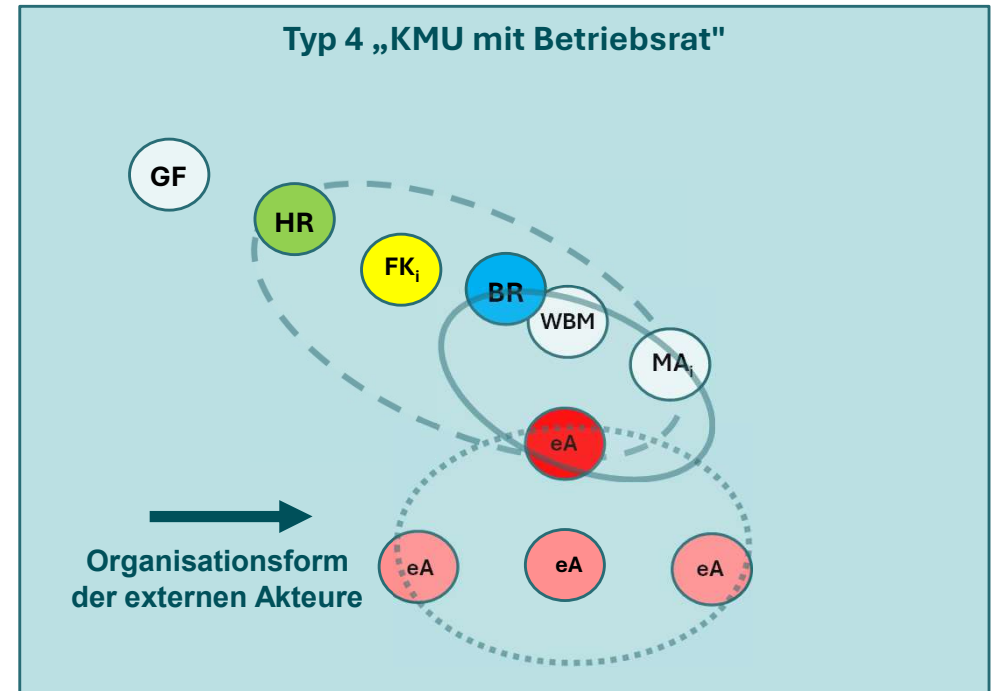 Typ 4 „KMU mit Betriebsrat"
GF
HR
FKi
BR
WBM
MAi
eA
Organisationsform
der externen Akteure
eA
eA
eA